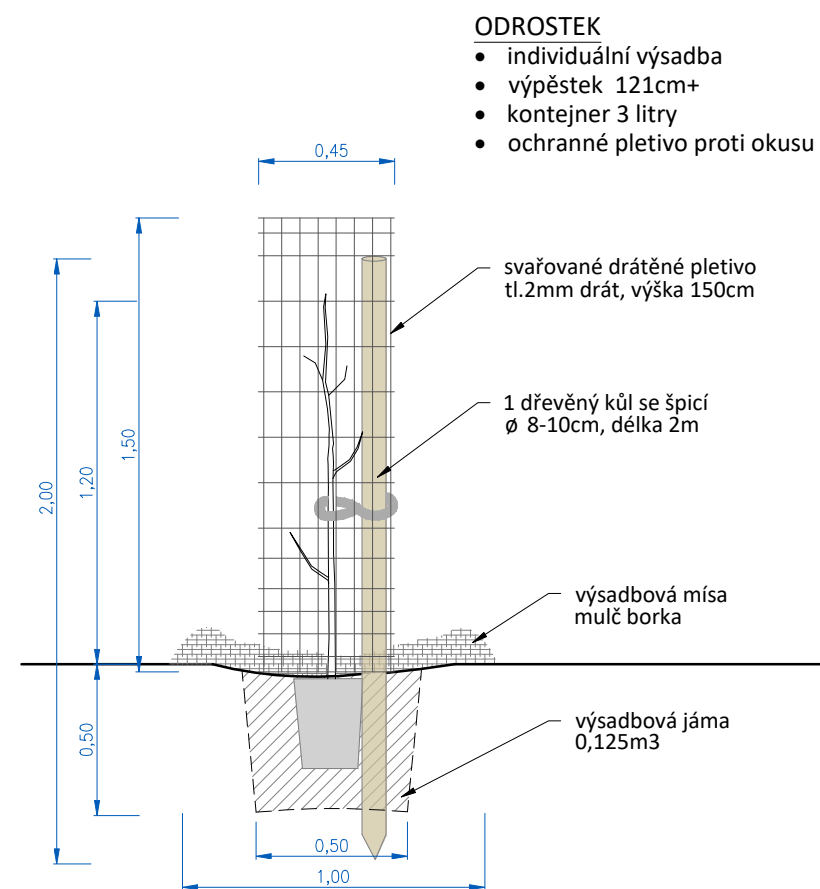 ODROSTEK
• individuální výsadba
• výpěstek 121cm+
• kontejner 3 litry
• ochranné pletivo proti okusu
0,45
svařované drátěné pletivo
tl.2mm drát, výška 150cm
1 dřevěný kůl se špicí
ø 8-10cm, délka 2m
1,50
1,20
2,00
výsadbová mísa
mulč borka
0,50
výsadbová jáma
0,125m3
0,50
1,00